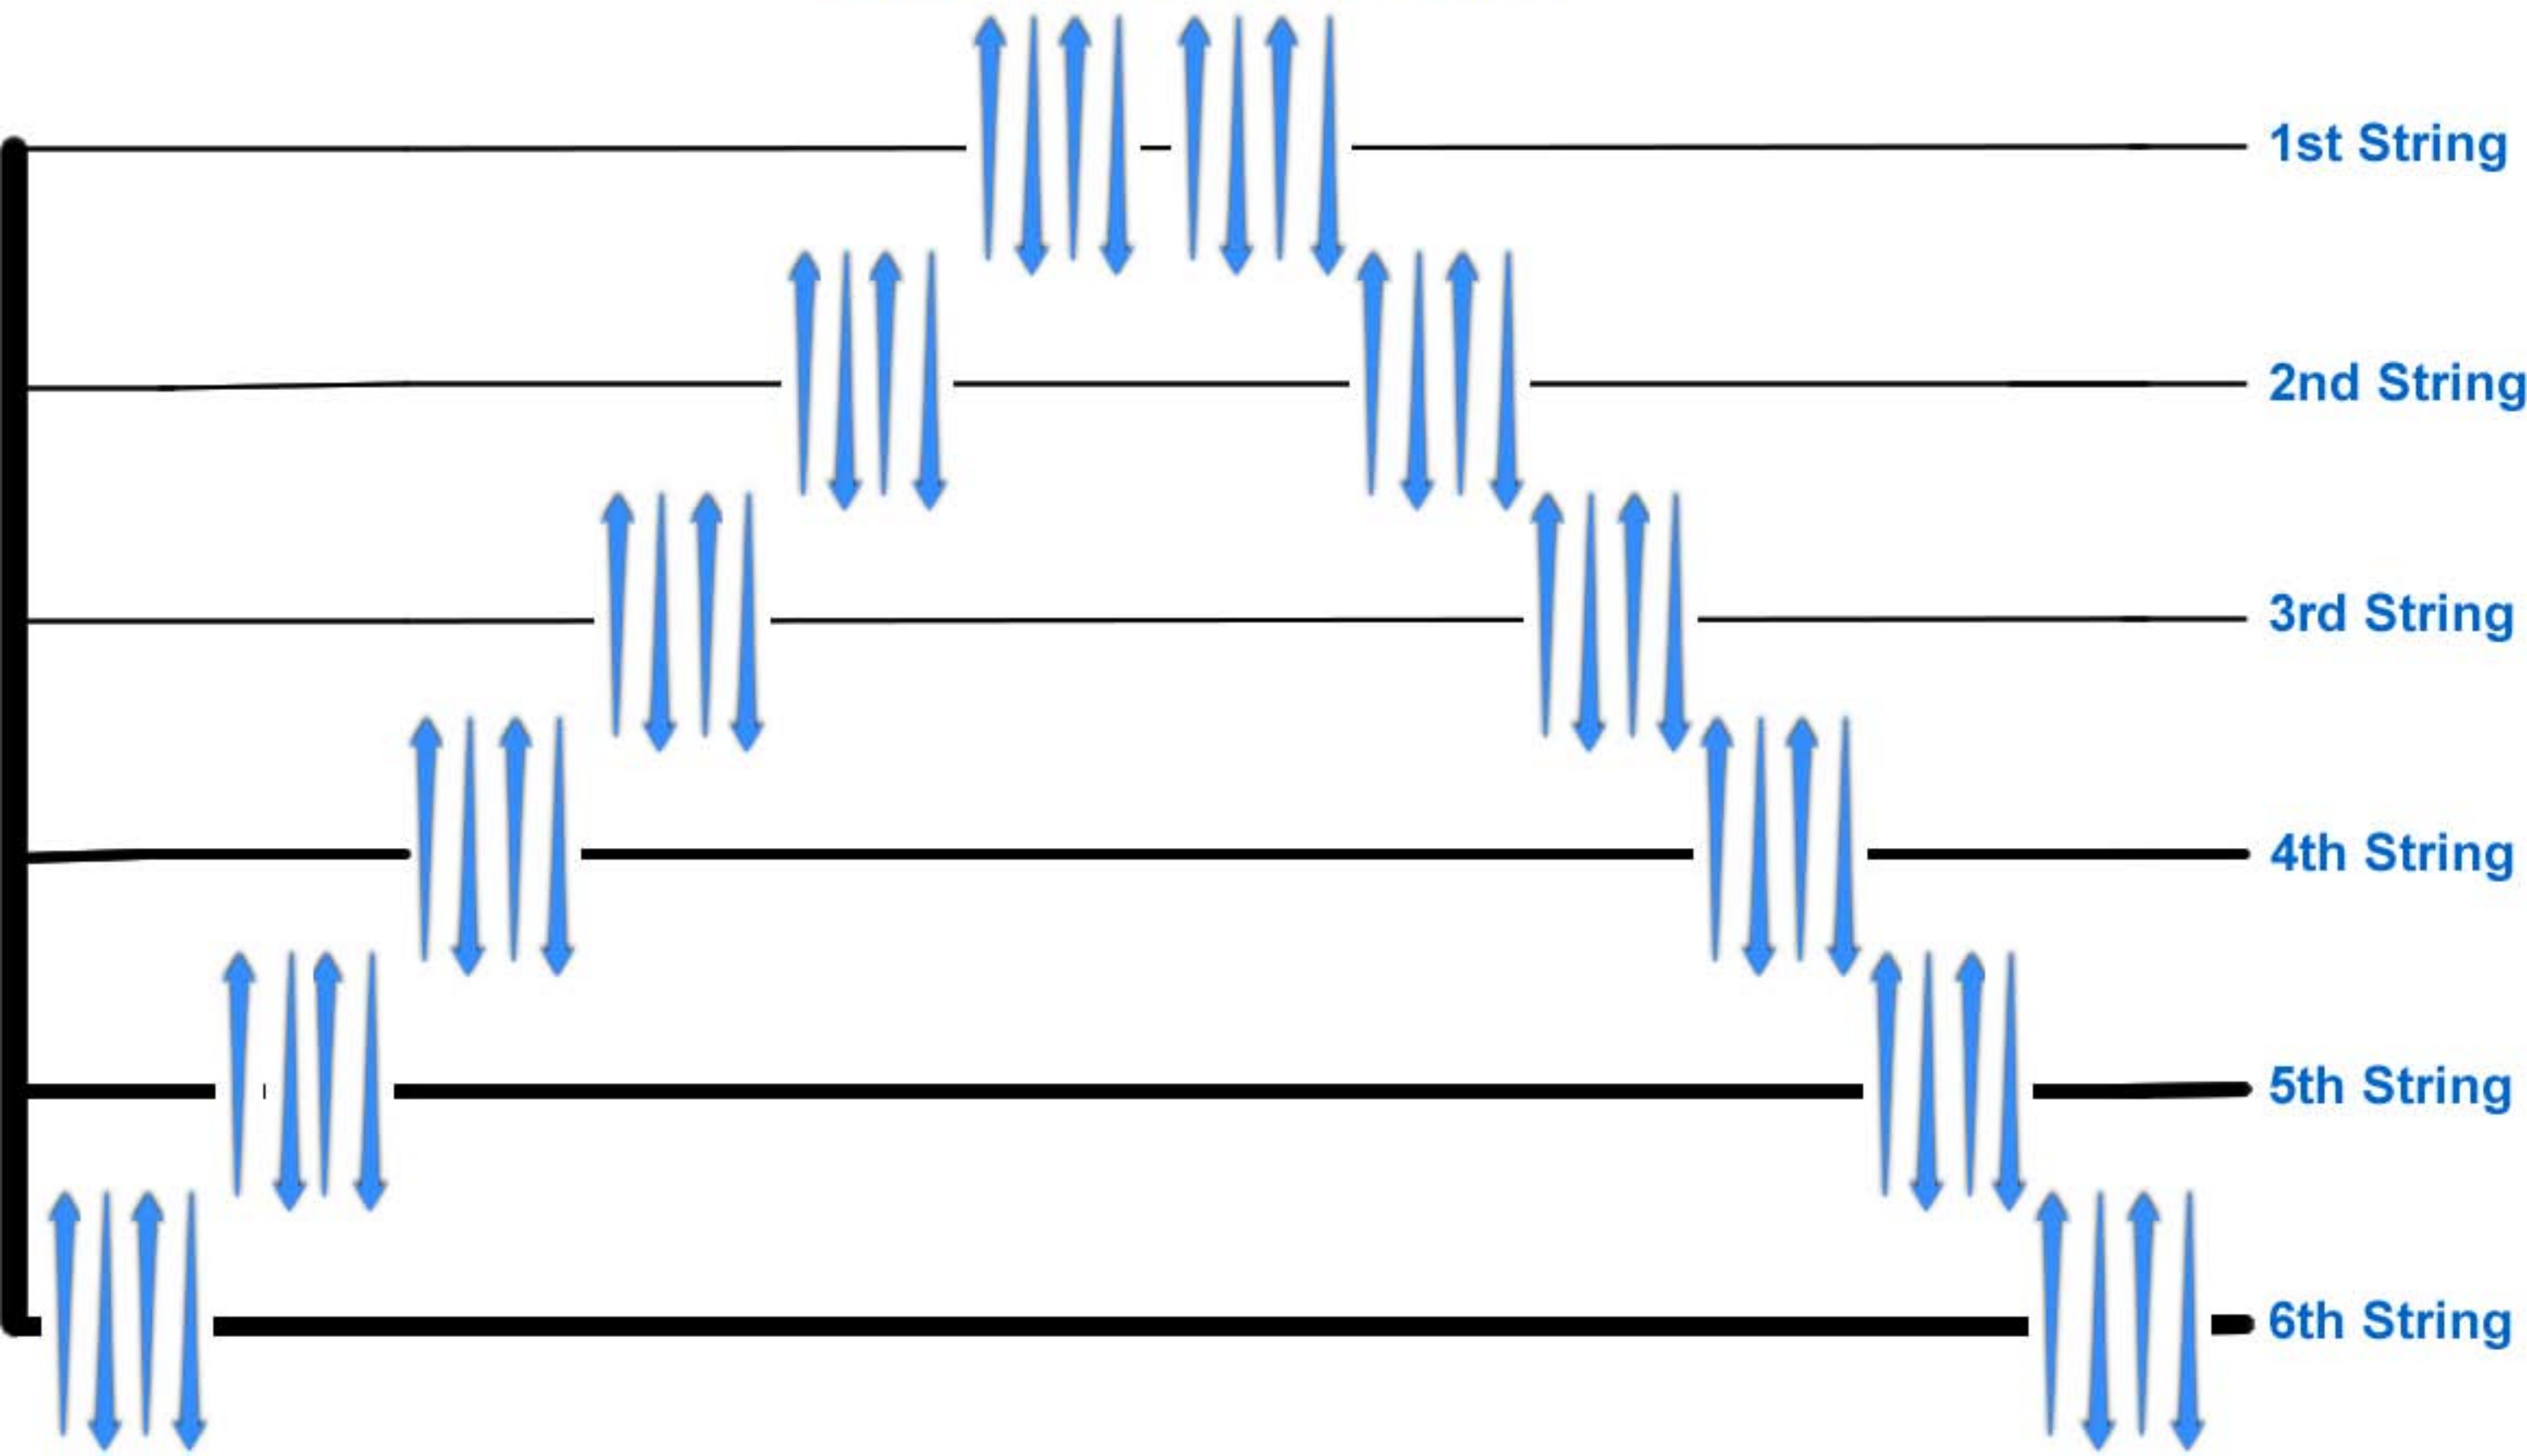 1st String
2nd String
3rd String
4th String
5th String
6th String